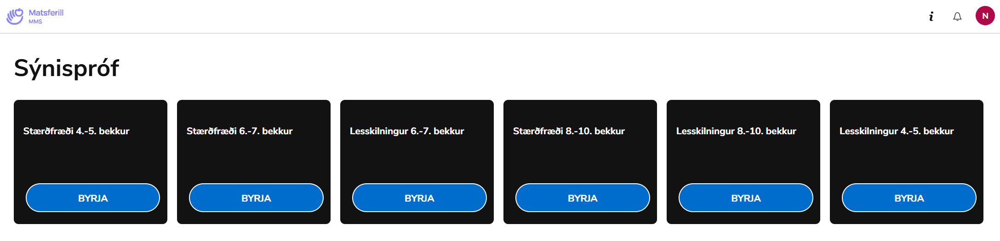 Matsferill
MMS
N
Sýnispróf
Stærðfræði 4.-5. bekkur
BYRJA
Stærðfræði 6.-7. bekkur
BYRJA
Lesskilningur 6.-7. bekkur
BYRJA
Stærðfræði 8.-10. bekkur
BYRJA
Lesskilningur 8.-10. bekkur
BYRJA
Lesskilningur 4.-5. bekkur
BYRJA